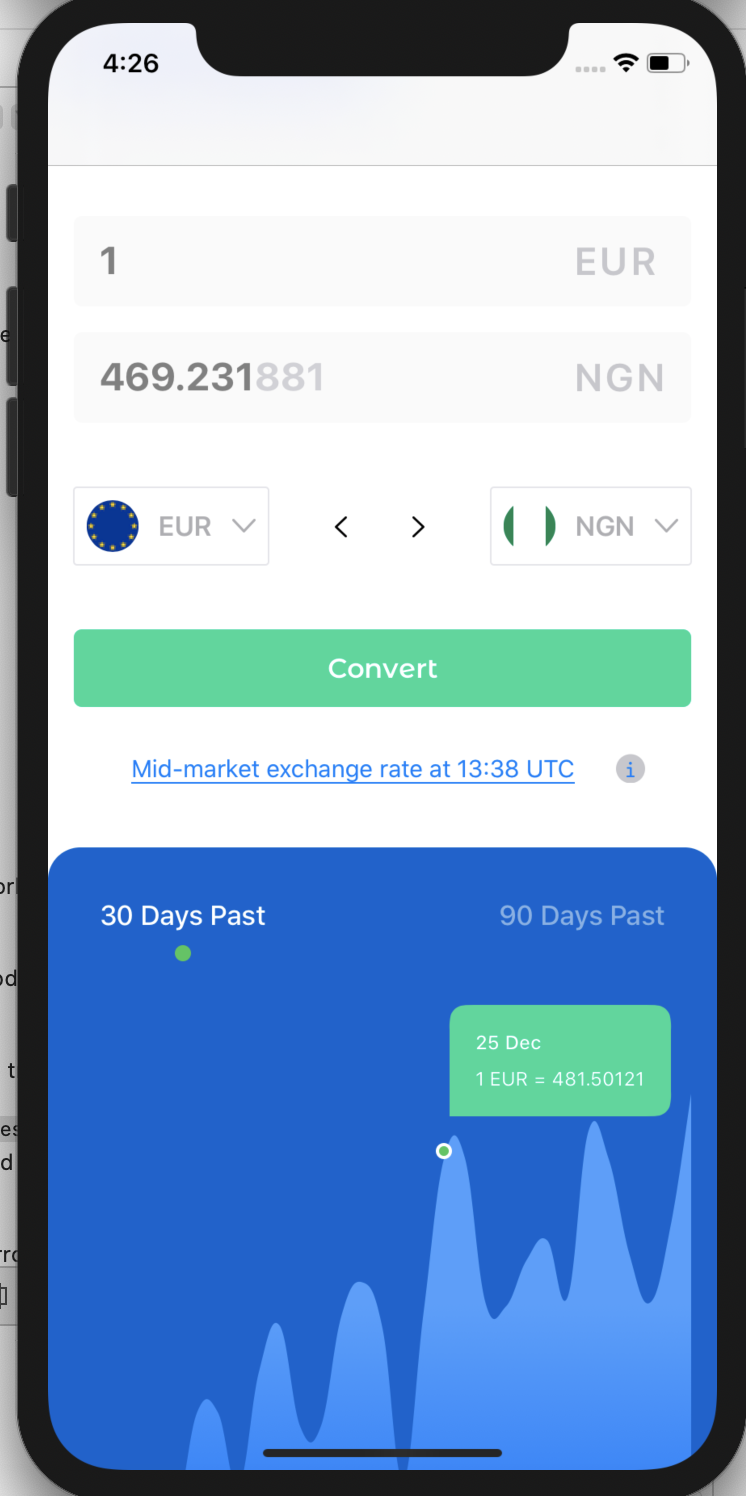 4:26
1 EUR
469.231881 NGN
EUR NGN
Convert
Mid-market exchange rate at 13:38 UTC i
30 Days Past 90 Days Past
25 Dec
1 EUR = 481.50121